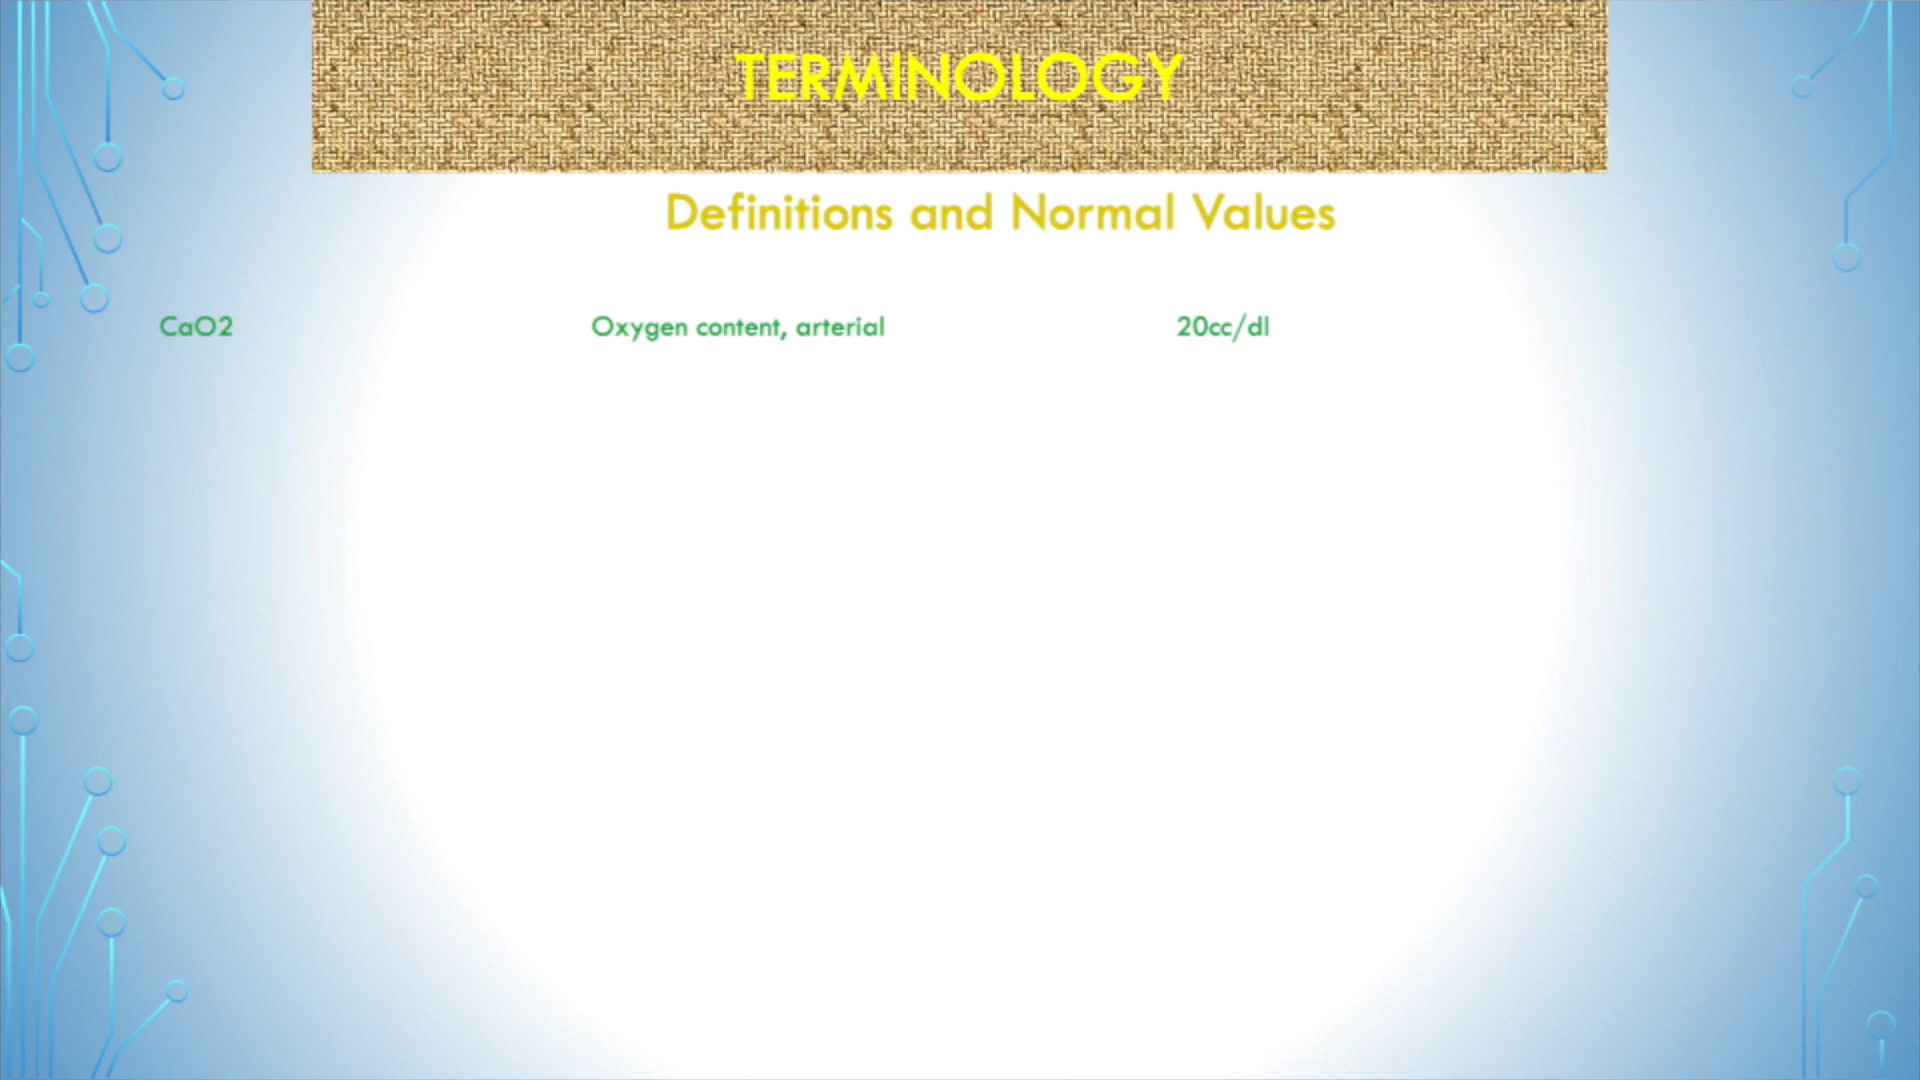 TERMINOLOGY
Definitions and Normal Values
CaO2 Oxygen content, arterial 20cc/dl